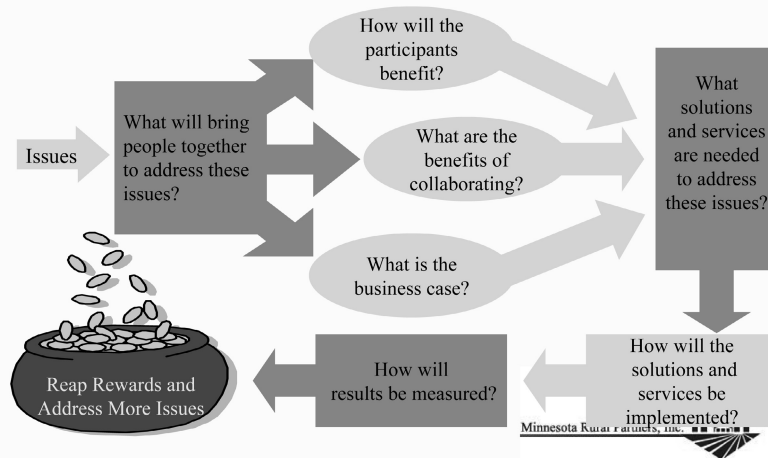 Issues
What will bring
people together
to address these
issues?
How will the
participants
benefit?
What are the
benefits of
collaborating?
What is the
business case?
What
solutions
and services
are needed
to address
these issues?
How will the
solutions and
services be
implemented?
How will
results be measured?
Reap Rewards and
Address More Issues
Minnesota Rural Partners, Inc.